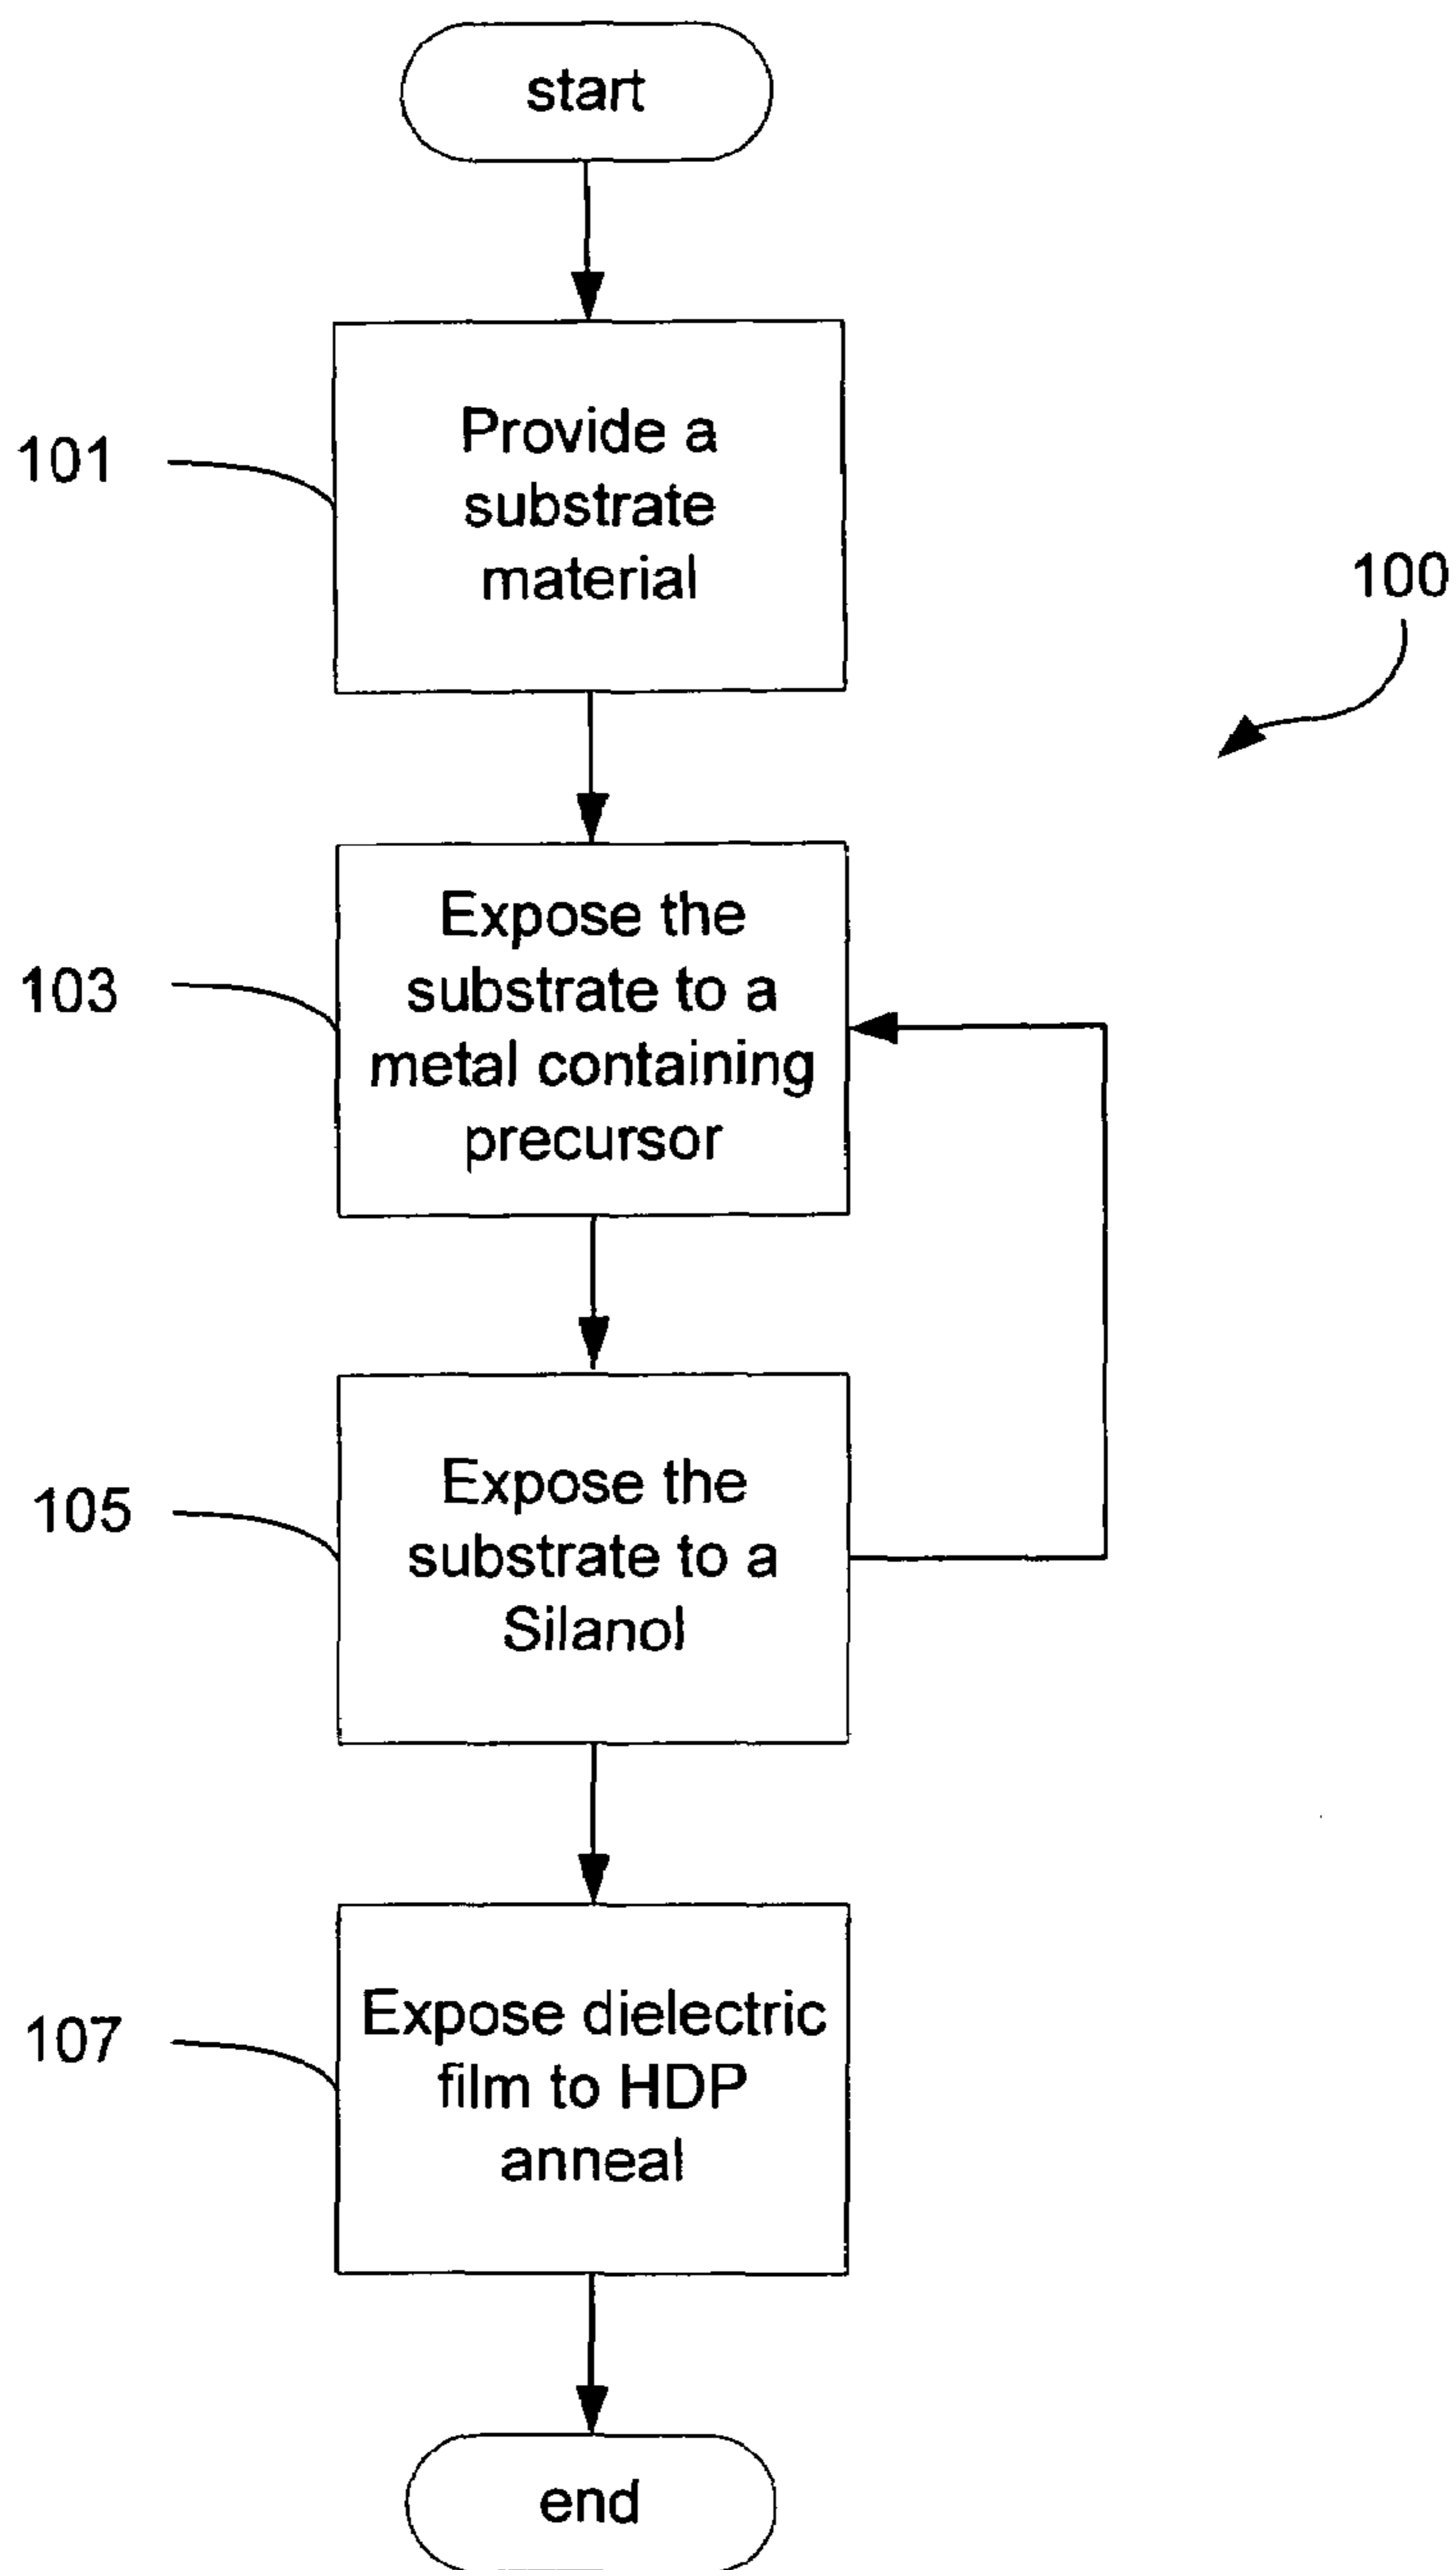 start
101
Provide a
substrate
material
100
103
Expose the
substrate to a
metal containing
precursor
105
Expose the
substrate to a
Silanol
107
Expose dielectric
film to HDP
anneal
end